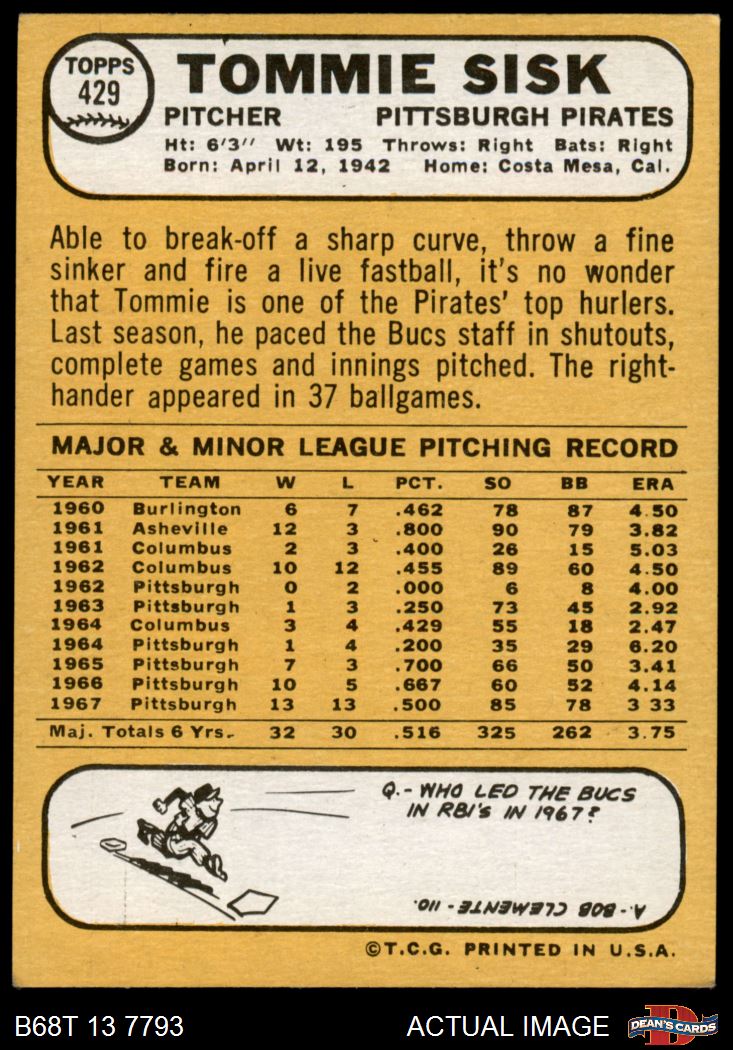 TOPPS
429
TOMMIE SISK
PITCHER PITTSBURGH PIRATES
Ht: 6'3" Wt: 195 Throws: Right Bats: Right
Born: April 12, 1942 Home: Costa Mesa, Cal.
Able to break-off a sharp curve, throw a fine
sinker and fire a live fastball, it's no wonder
that Tommie is one of the Pirates' top hurlers.
Last season, he paced the Bucs staff in shutouts,
complete games and innings pitched. The right-
hander appeared in 37 ballgames.
MAJOR & MINOR LEAGUE PITCHING RECORD
YEAR TEAM W L PCT. SO BB ERA
1960 Burlington 6 7 .462 78 87 4.50
1961 Asheville 12 3 .800 90 79 3.82
1961 Columbus 2 3 .400 26 15 5.03
1962 Columbus 10 12 .455 89 60 4.50
1962 Pittsburgh 0 2 .000 6 8 4.00
1963 Pittsburgh 1 3 .250 73 45 2.92
1964 Columbus 3 4 .429 55 18 2.47
1964 Pittsburgh 1 4 .200 35 29 6.20
1965 Pittsburgh 7 3 .700 66 50 3.41
1966 Pittsburgh 10 5 .667 60 52 4.14
1967 Pittsburgh 13 13 .500 85 78 3 33
Maj. Totals 6 Yrs. 32 30 .516 325 262 3.75
Q.- WHO LED THE BUCS
IN RBI'S IN 1967?
A.- BOB CLEMENTE - 110.
©T.C.G. PRINTED IN U.S.A.
B68T 13 7793 ACTUAL IMAGE D DEAN'S CARDS